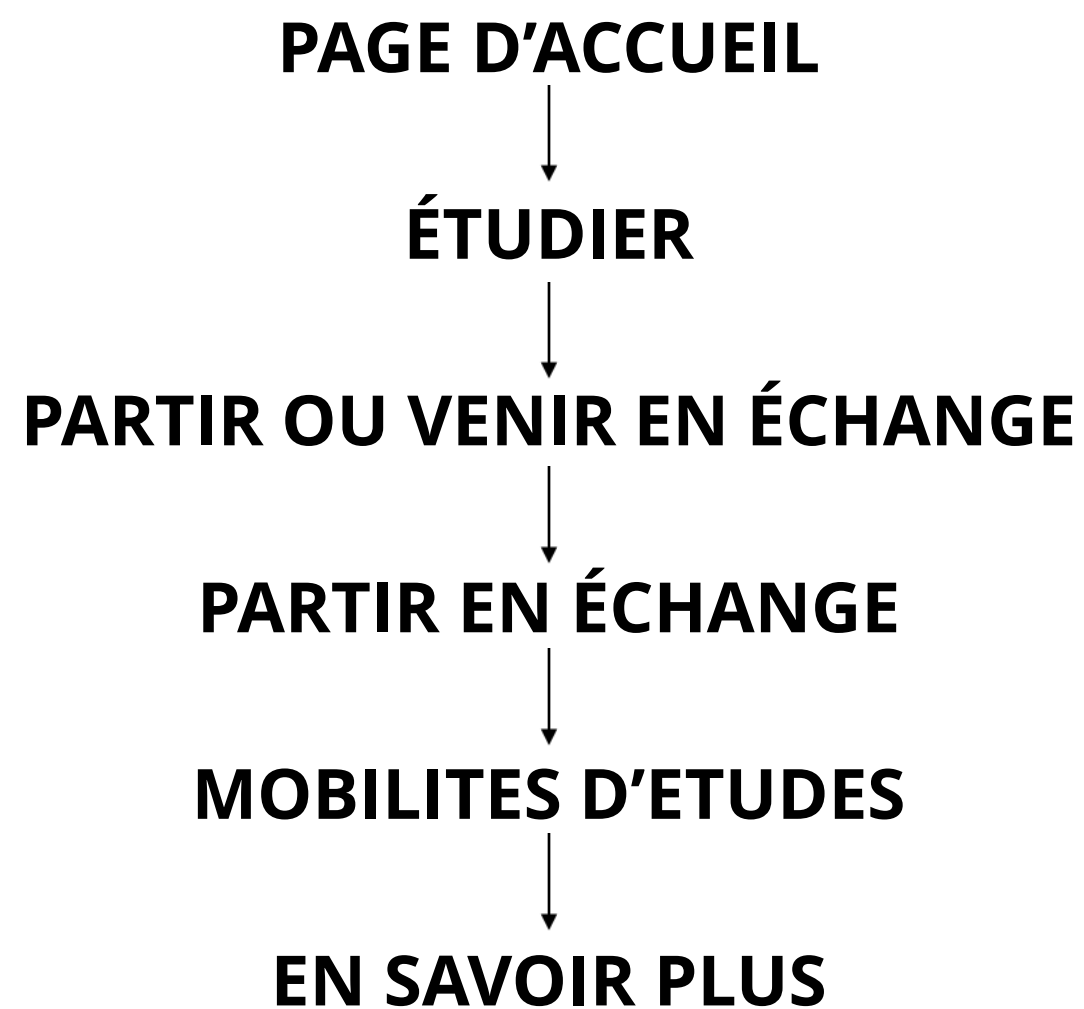 PAGE D’ACCUEIL
ÉTUDIER
PARTIR OU VENIR EN ÉCHANGE
PARTIR EN ÉCHANGE
MOBILITES D’ETUDES
EN SAVOIR PLUS